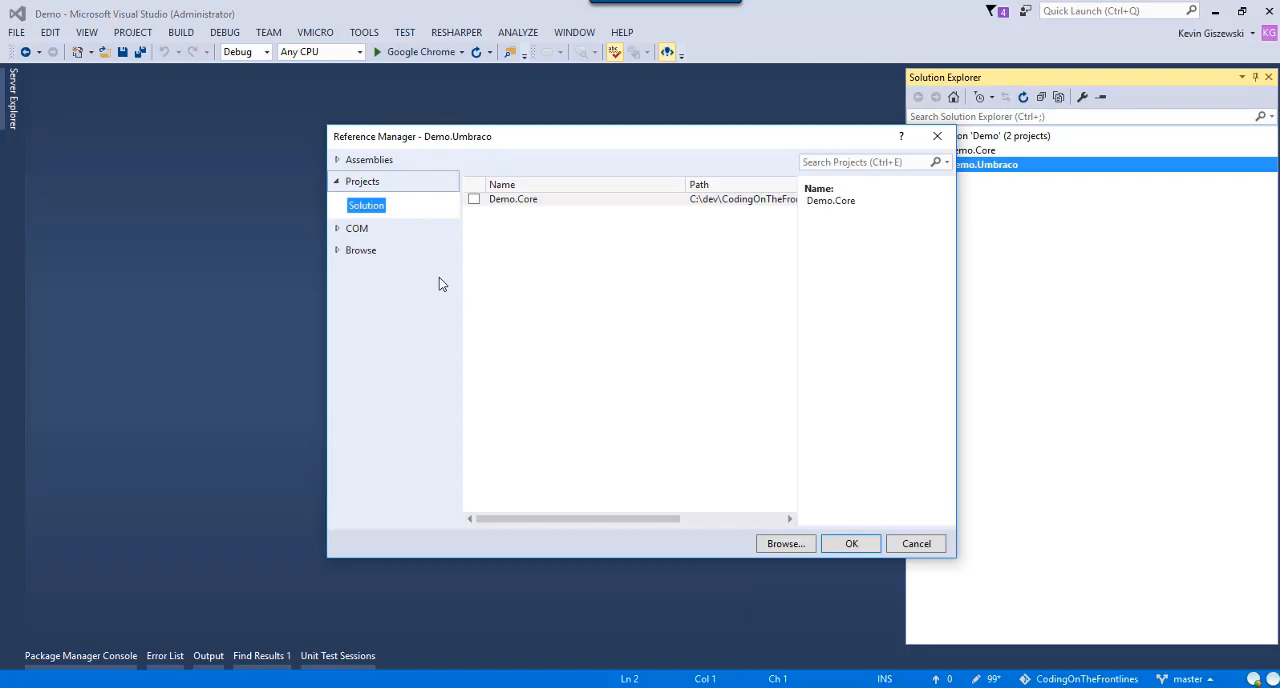 Demo - Microsoft Visual Studio (Administrator)
4
Quick Launch (Ctrl+Q)
FILE EDIT VIEW PROJECT BUILD DEBUG TEAM VMICRO TOOLS TEST RESHARPER ANALYZE WINDOW HELP
Kevin Giszewski
KG
Debug
Any CPU
Google Chrome
abc
Server Explorer
Solution Explorer
Search Solution Explorer (Ctrl+;)
on 'Demo' (2 projects)
emo.Core
emo.Umbraco
Reference Manager - Demo.Umbraco
?
Assemblies
Projects
Solution
COM
Browse
Name Path
Demo.Core C:\dev\CodingOnTheFron
Search Projects (Ctrl+E)
Name:
Demo.Core
Browse... OK Cancel
Package Manager Console Error List Output Find Results 1 Unit Test Sessions
Ln 2 Col 1 Ch 1 INS 0 99* CodingOnTheFrontlines master